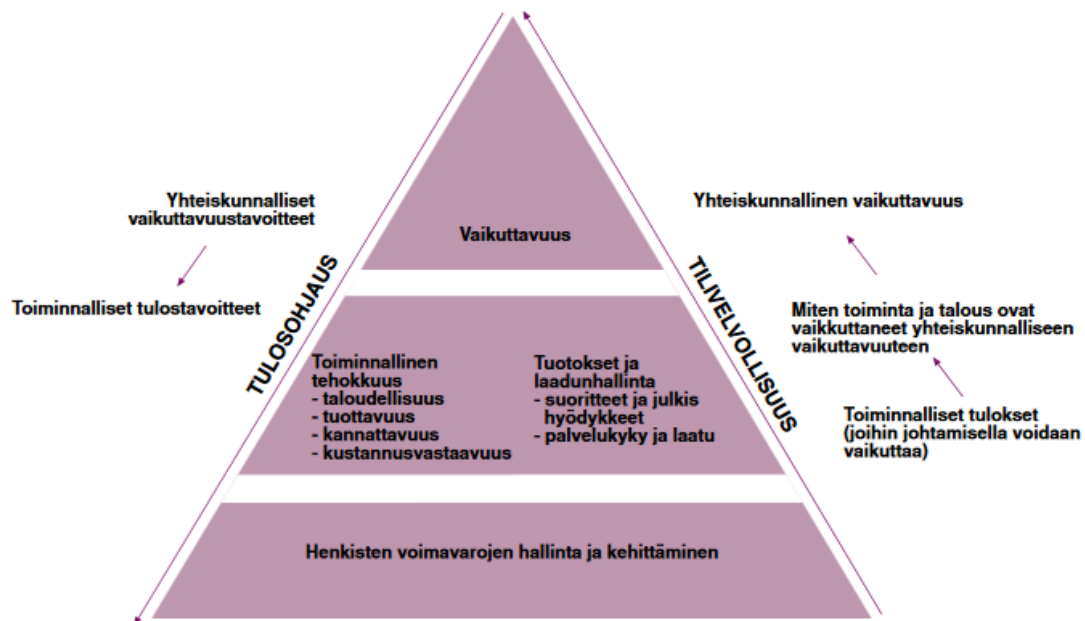 Yhteiskunnalliset
vaikuttavuustavoitteet
Toiminnalliset tulostavoitteet
TULOSOHJAUS
Vaikuttavuus
Toiminnallinen
tehokkuus
- taloudellisuus
- tuottavuus
- kannattavuus
- kustannusvastaavuus
Tuotokset ja
laadunhallinta
- suoritteet ja julkis
hyödykkeet
- palvelukyky ja laatu
Henkisten voimavarojen hallinta ja kehittäminen
TILIVELVOLLISUUS
Yhteiskunnallinen vaikuttavuus
Miten toiminta ja talous ovat
vaikkuttaneet yhteiskunnalliseen
vaikuttavuuteen
Toiminnalliset tulokset
(joihin johtamisella voidaan
vaikuttaa)